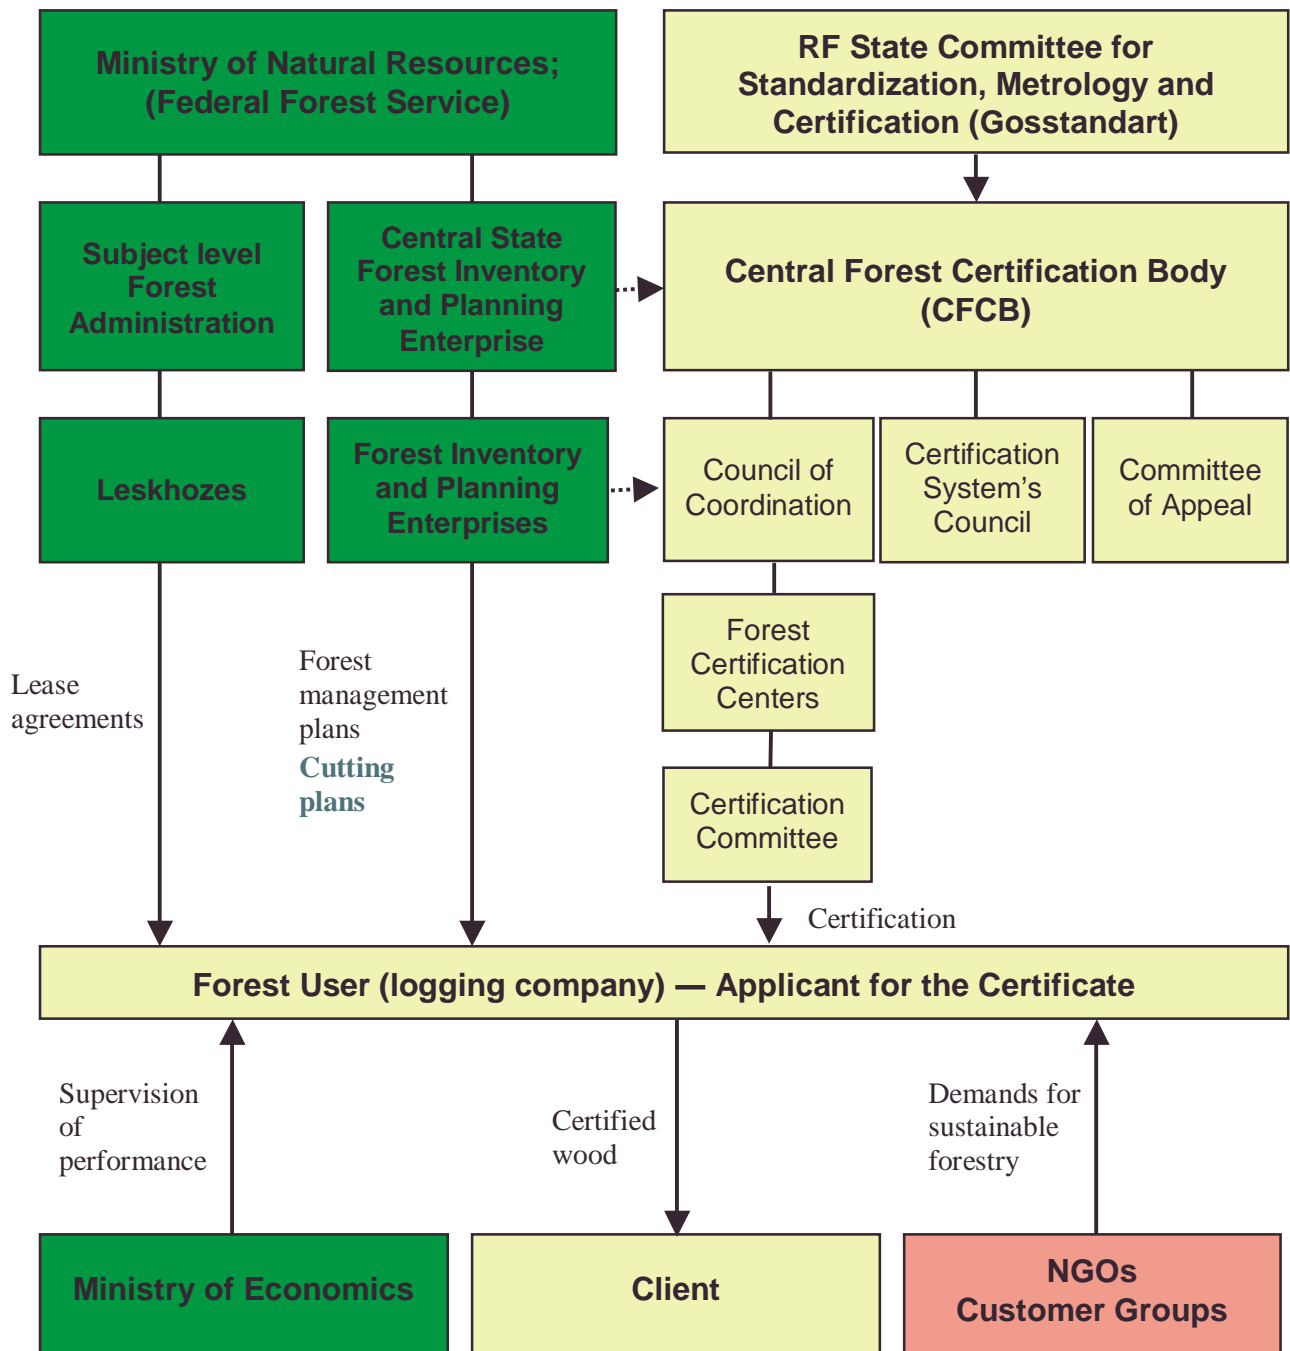 Ministry of Natural Resources;
(Federal Forest Service)
RF State Committee for
Standardization, Metrology and
Certification (Gosstandart)
Subject level
Forest
Administration
Central State
Forest Inventory
and Planning
Enterprise
Central Forest Certification Body
(CFCB)
Leskhozes
Forest Inventory
and Planning
Enterprises
Council of
Coordination
Certification
System’s
Council
Committee
of Appeal
Forest
Certification
Centers
Lease
agreements
Forest
management
plans
Cutting
plans
Certification
Committee
Certification
Forest User (logging company) — Applicant for the Certificate
Supervision
of
performance
Certified
wood
Demands for
sustainable
forestry
Ministry of Economics
Client
NGOs
Customer Groups